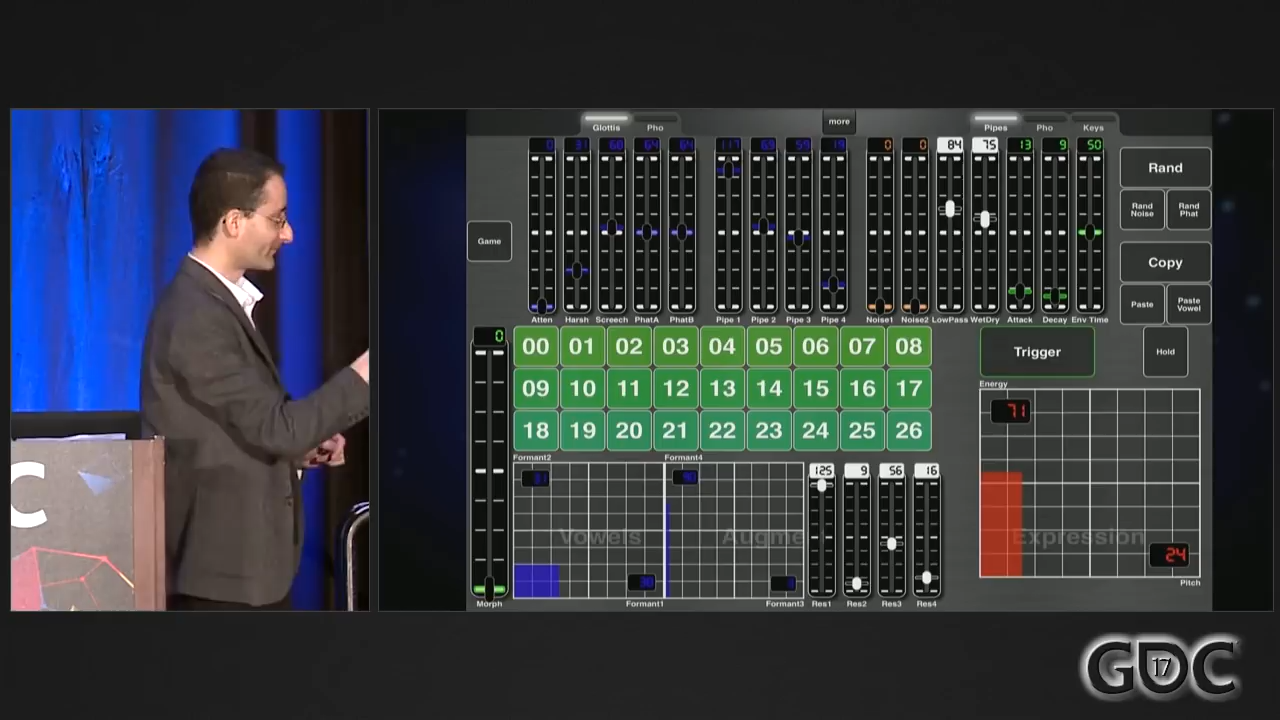 Glottis Pho more Pipes Pho Keys
0 31 60 64 64 117 69 59 19 0 0 84 75 13 9 50
Rand
Rand Noise
Rand Phat
Game
Copy
Paste
Paste Vowel
Atten Harsh Screech PhatA PhatB Pipe 1 Pipe 2 Pipe 3 Pipe 4 Noise1 Noise2 LowPass WetDry Attack Decay Env Time
0
00 01 02 03 04 05 06 07 08
09 10 11 12 13 14 15 16 17
18 19 20 21 22 23 24 25 26
Trigger
Hold
Energy
71
Formant2 Formant4
125 9 56 16
Vowels Augme
Expression
24
Pitch
Morph Formant1 Formant3 Res1 Res2 Res3 Res4
C
GDC 17